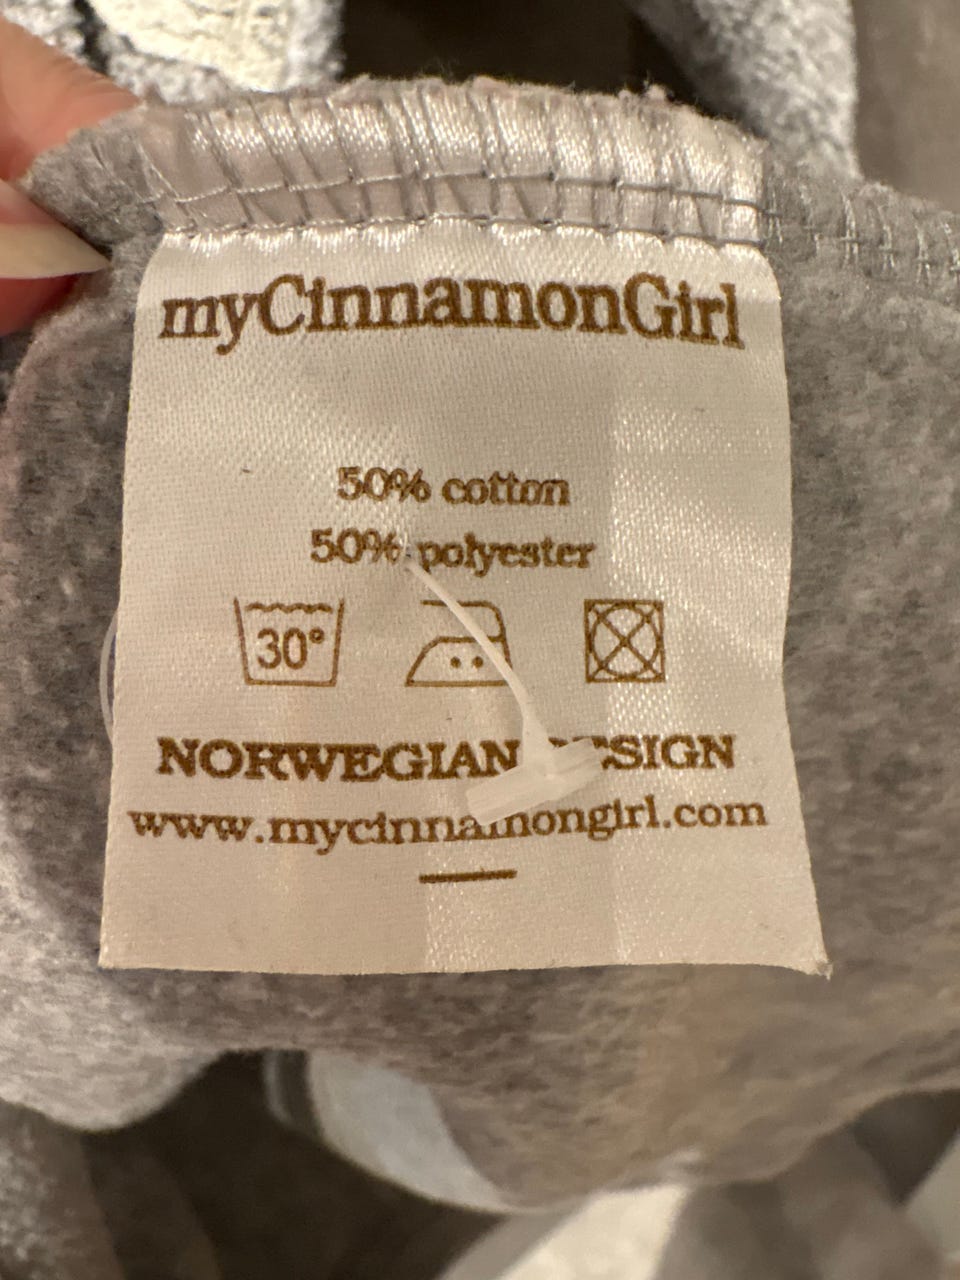 myCinnamonGirl
50% cotton
50% polyester
30°
NORWEGIAN DESIGN
www.mycinnamongirl.com